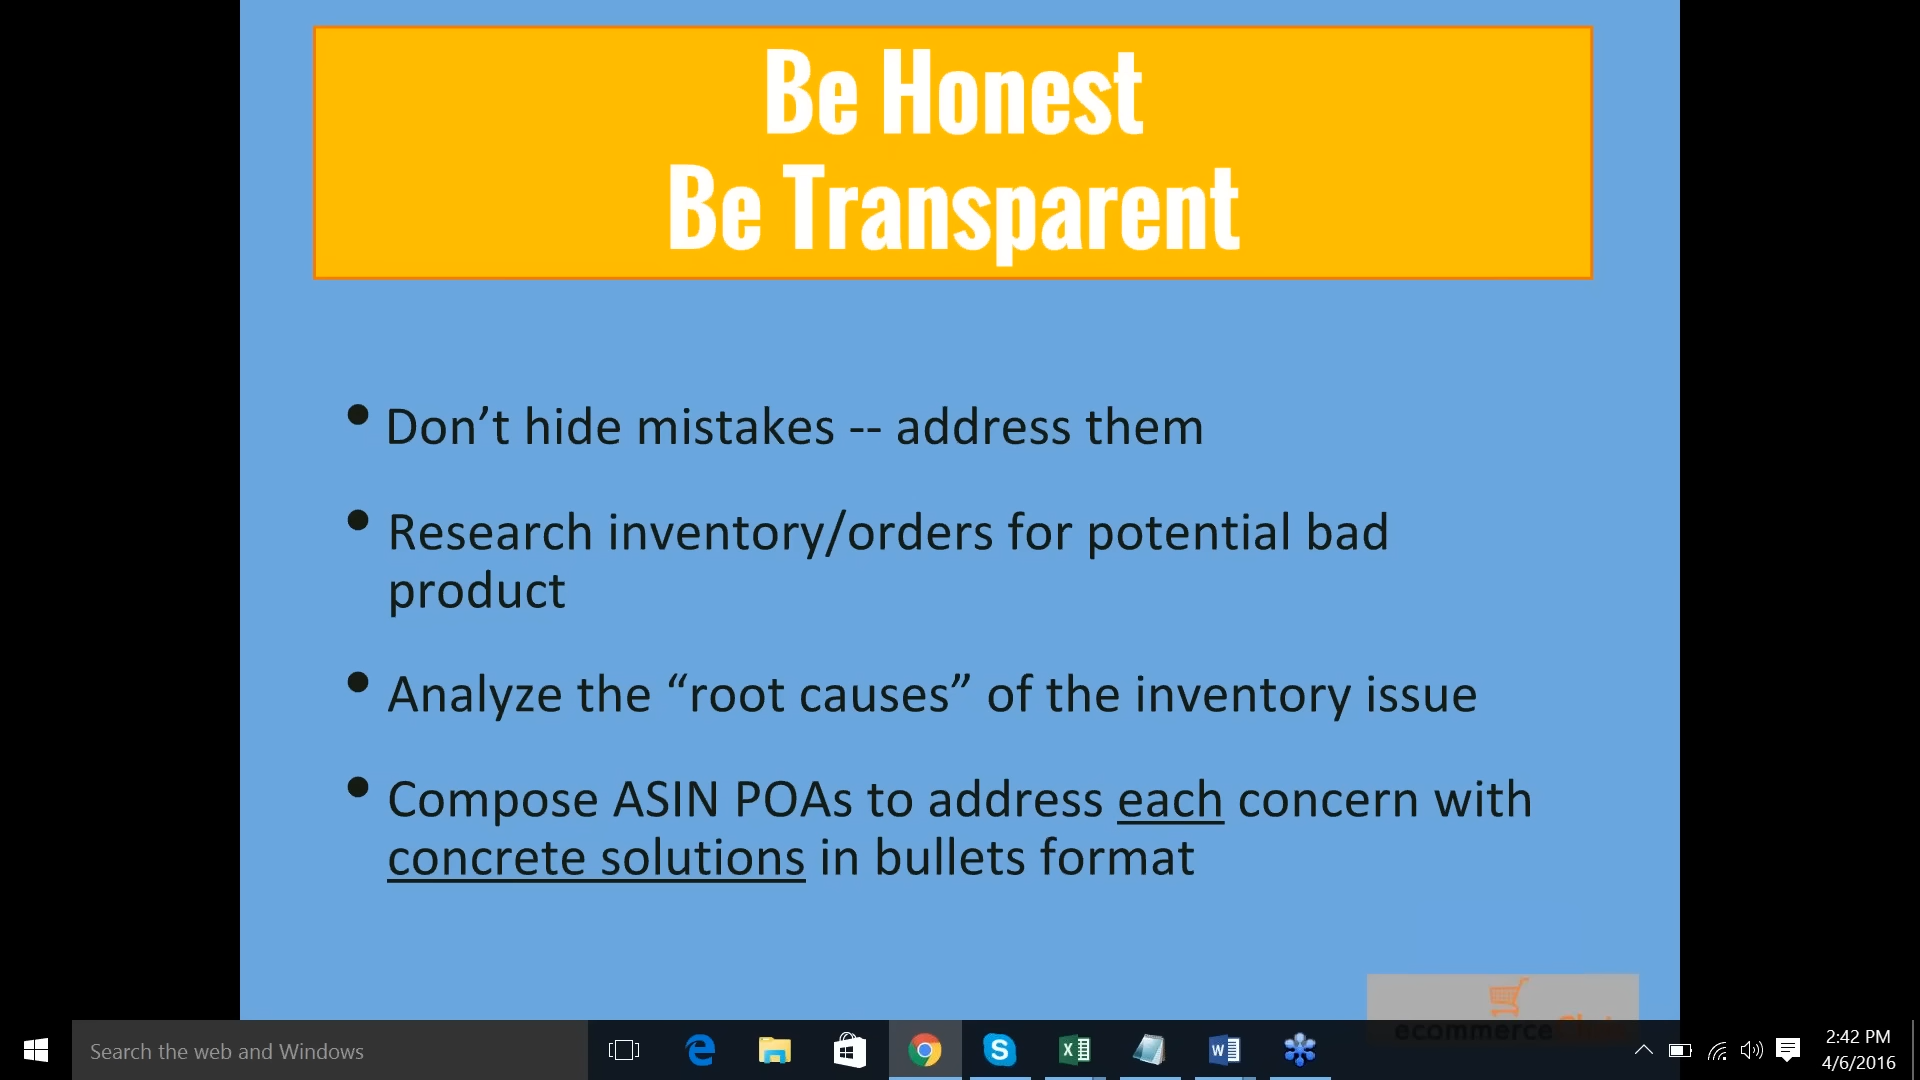 Be Honest
Be Transparent
• Don’t hide mistakes -- address them
• Research inventory/orders for potential bad
product
• Analyze the “root causes” of the inventory issue
• Compose ASIN POAs to address each concern with
concrete solutions in bullets format
ecommerce
Search the web and Windows
2:42 PM
4/6/2016